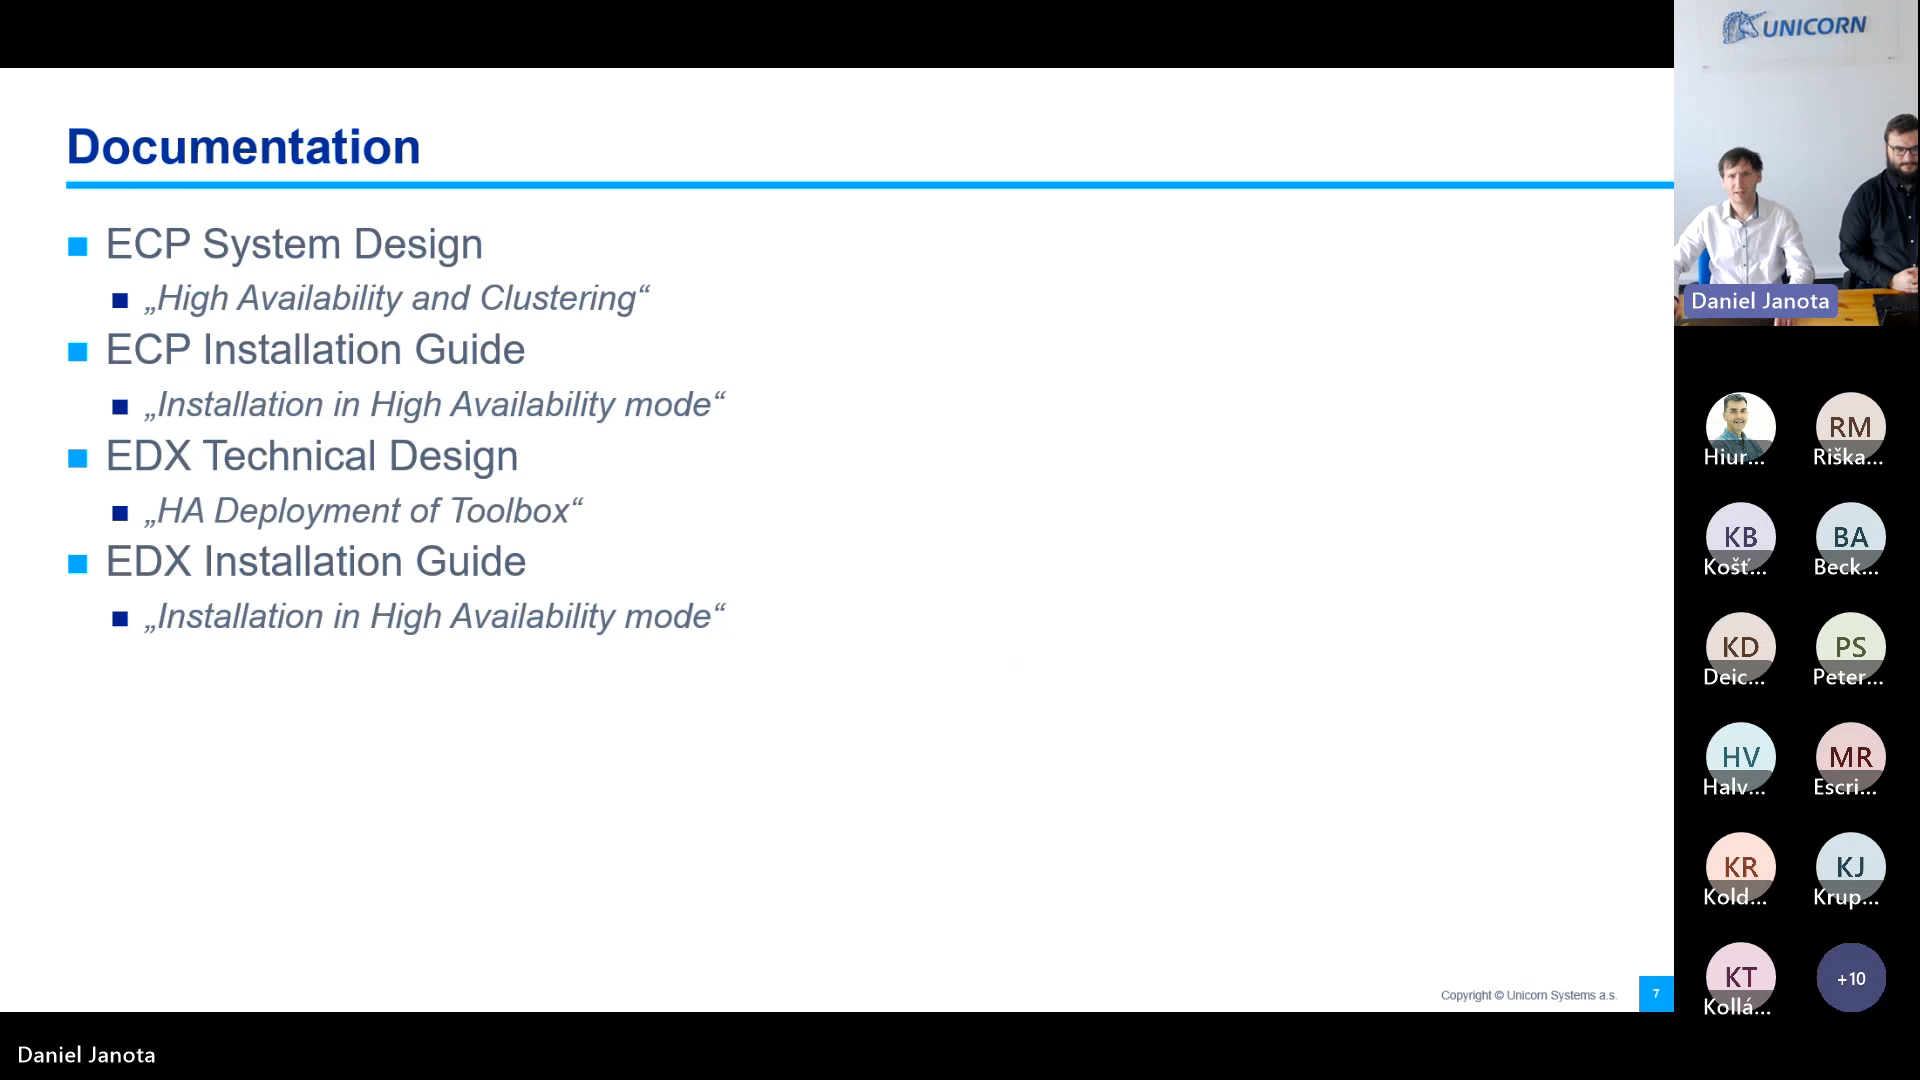 Documentation
ECP System Design
„High Availability and Clustering“
ECP Installation Guide
„Installation in High Availability mode“
EDX Technical Design
„HA Deployment of Toolbox“
EDX Installation Guide
„Installation in High Availability mode“
Copyright © Unicorn Systems a.s.
7
UNICORN
Daniel Janota
Hiur...
RM
Riška...
KB
Košť...
BA
Beck...
KD
Deic...
PS
Peter...
HV
Halv...
MR
Escri...
KR
Kold...
KJ
Krup...
KT
Kollá...
+10
Daniel Janota